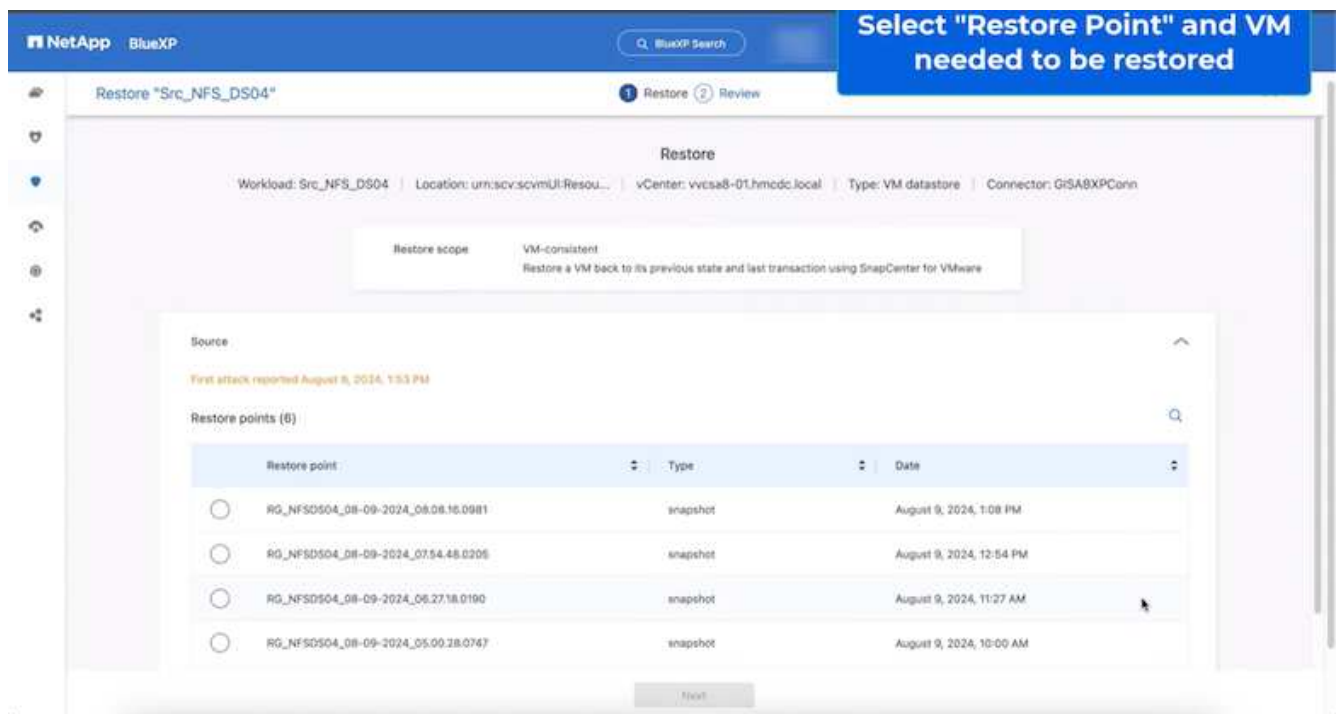 Select "Restore Point" and VM
needed to be restored
NetApp BlueXP
BlueXP Search
Restore "Src_NFS_DS04"
1 Restore 2 Review
Restore
Workload: Src_NFS_DS04 | Location: urn:scv:scvmUI:Resou... | vCenter: vvcsa8-01.hmcdc.local | Type: VM datastore | Connector: GISABXPConn
Restore scope VM-consistent
Restore a VM back to its previous state and last transaction using SnapCenter for VMware
Source
First attack reported August 2024, 1:53 PM
Restore points (6)
Restore point Type Date
RG_NFSDS04_08-09-2024_08.08.16.0981 snapshot August 9, 2024, 1:08 PM
RG_NFSDS04_08-09-2024_07.54.48.0205 snapshot August 9, 2024, 12:54 PM
RG_NFSDS04_08-09-2024_06.27.18.0190 snapshot August 9, 2024, 11:27 AM
RG_NFSDS04_08-09-2024_05.00.28.0747 snapshot August 9, 2024, 10:00 AM
Next